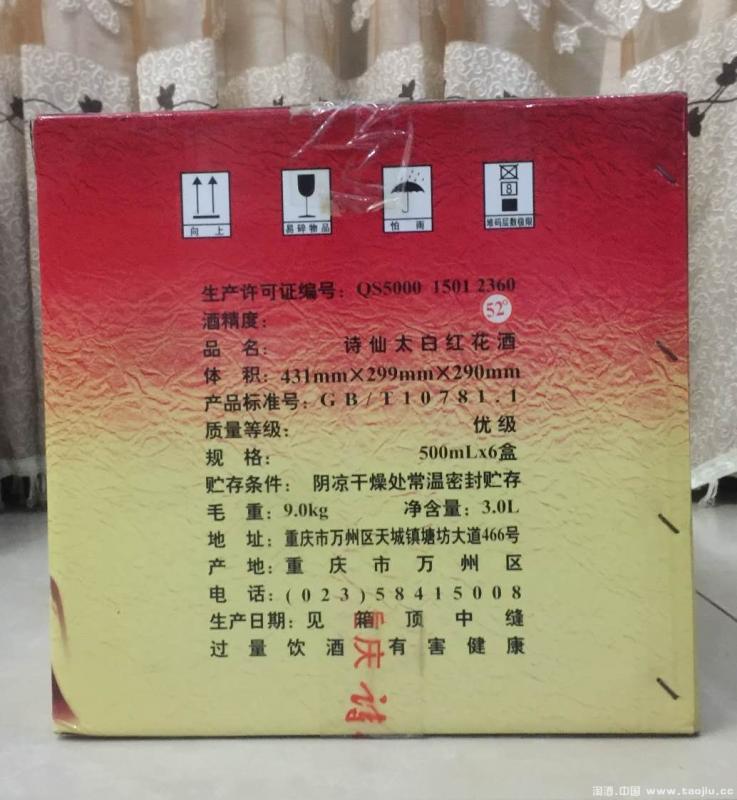 向上
易碎物品
怕雨
8
堆码层数极限
生产许可证编号：QS5000 1501 2360
酒精度：52°
品名：诗仙太白红花酒
体积：431mm×299mm×290mm
产品标准号：GB/T10781.1
质量等级：优级
规格：500mLx6盒
贮存条件：阴凉干燥处常温密封贮存
毛重：9.0kg 净含量：3.0L
地址：重庆市万州区天城镇塘坊大道466号
产地：重庆市万州区
电话：(023)58415008
生产日期：见箱顶中缝
过量饮酒有害健康
庆诗
淘酒.中国 www.taojiu.cc